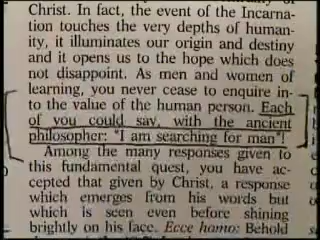 Christ. In fact, the event of the Incarna-
tion touches the very depths of human-
ity, it illuminates our origin and destiny
and it opens us to the hope which does
not disappoint. As men and women of
learning, you never cease to enquire in-
to the value of the human person. Each
of you could say, with the ancient
philosopher: "I am searching for man"!
Among the many responses given to
this fundamental quest, you have ac-
cepted that given by Christ, a response
which emerges from his words but
which is seen even before shining
brightly on his face. Ecce homo: Behold